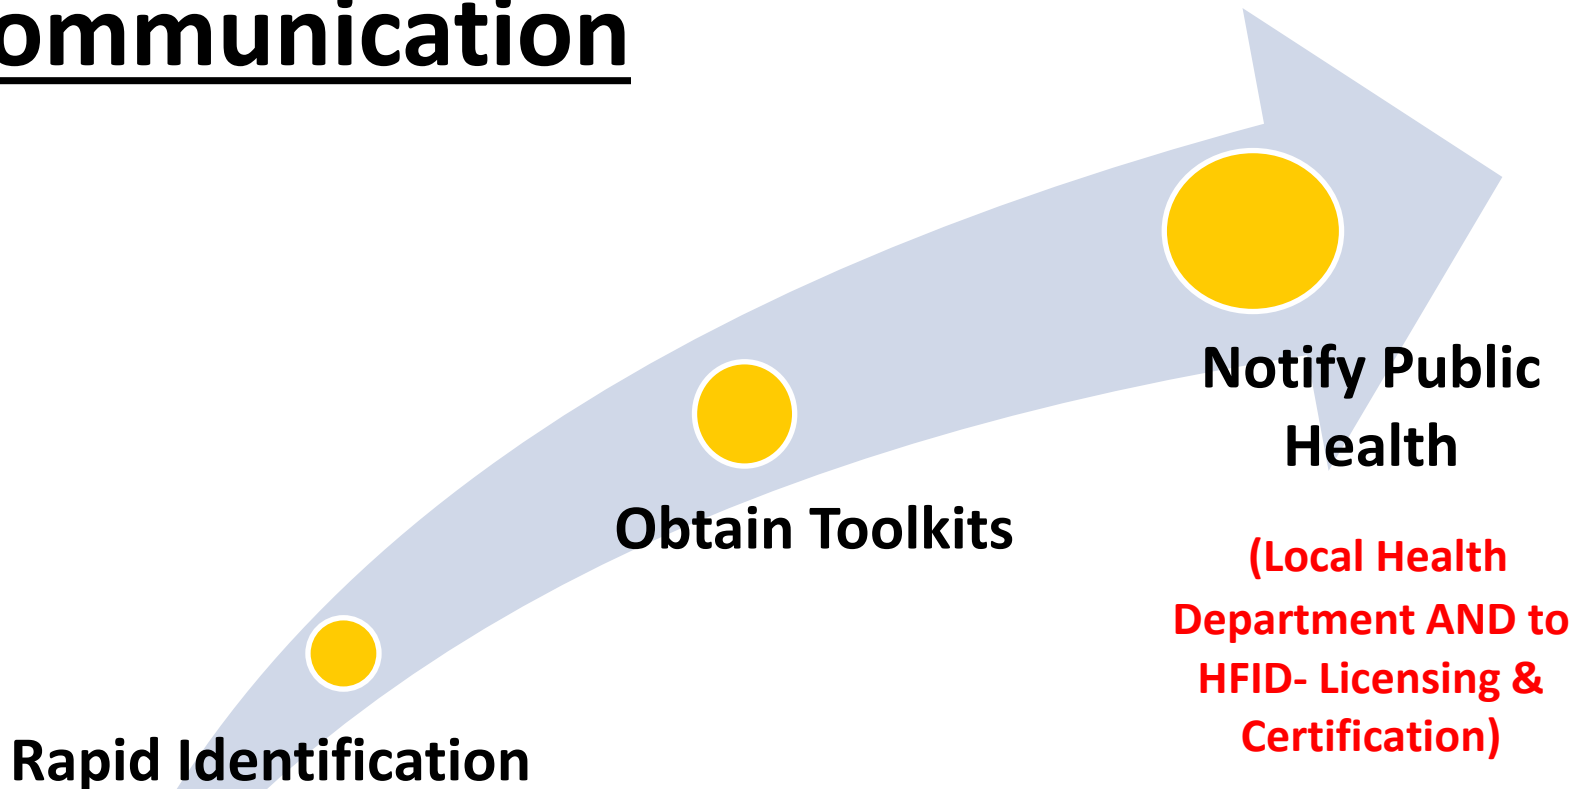 ommunication
Notify Public
Health
Obtain Toolkits
(Local Health
Department AND to
HFID- Licensing &
Certification)
Rapid Identification